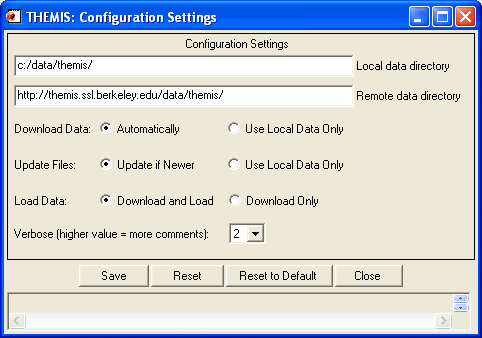 THEMIS: Configuration Settings
Configuration Settings
c:/data/themis/ Local data directory
http://themis.ssl.berkeley.edu/data/themis/ Remote data directory
Download Data: Automatically Use Local Data Only
Update Files: Update if Newer Use Local Data Only
Load Data: Download and Load Download Only
Verbose (higher value = more comments): 2
Save Reset Reset to Default Close